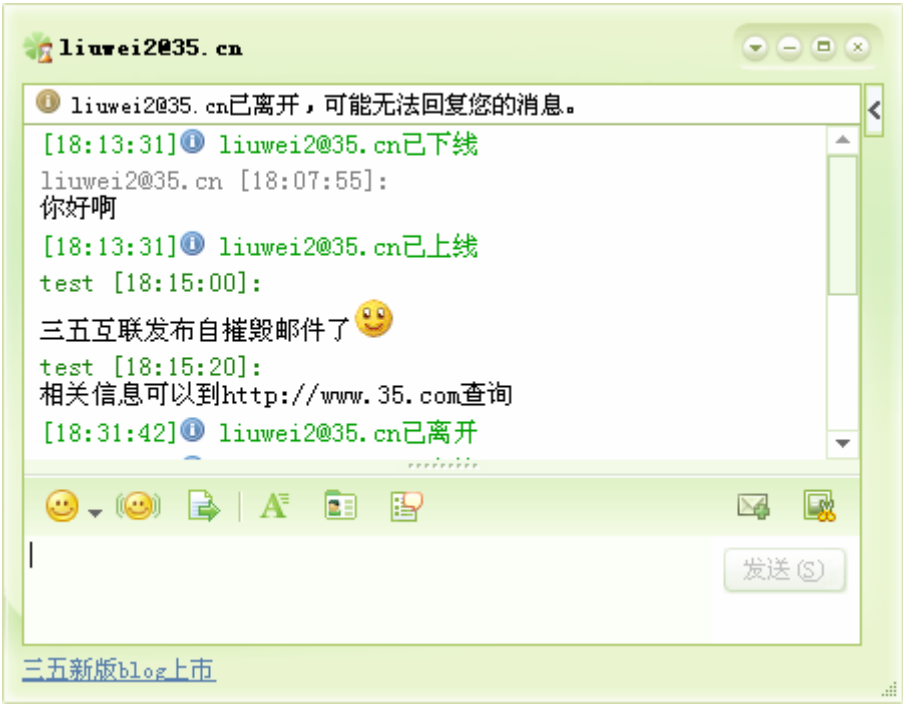 liuwei2@35.cn
liuwei2@35.cn已离开，可能无法回复您的消息。
[18:13:31] liuwei2@35.cn已下线
liuwei2@35.cn [18:07:55]:
你好啊
[18:13:31] liuwei2@35.cn已上线
test [18:15:00]:
三五互联发布自摧毁邮件了
test [18:15:20]:
相关信息可以到http://www.35.com查询
[18:31:42] liuwei2@35.cn已离开
发送(S)
三五新版blog上市